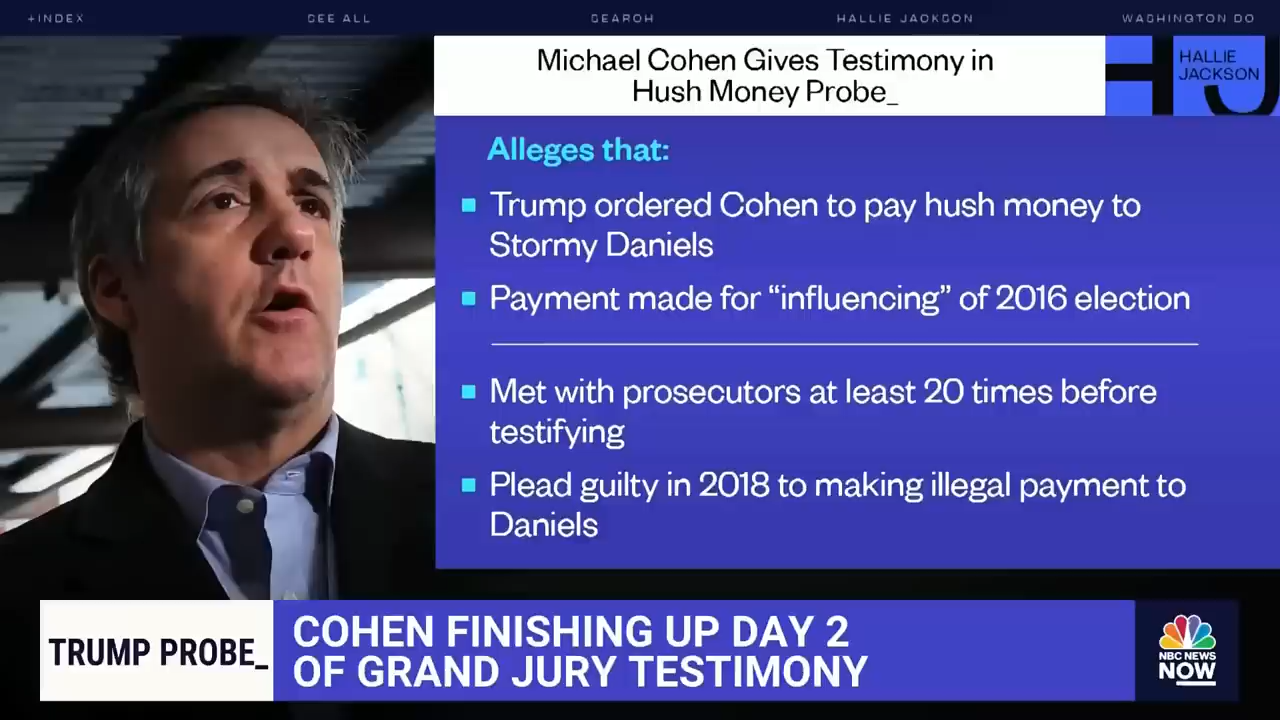 +INDEX
SEE ALL
SEARCH
HALLIE JACKSON
WASHINGTON DC
Michael Cohen Gives Testimony in
Hush Money Probe_
HALLIE
JACKSON
Alleges that:
Trump ordered Cohen to pay hush money to
Stormy Daniels
Payment made for “influencing” of 2016 election
Met with prosecutors at least 20 times before
testifying
Plead guilty in 2018 to making illegal payment to
Daniels
TRUMP PROBE_
COHEN FINISHING UP DAY 2
OF GRAND JURY TESTIMONY
NBC NEWS
NOW